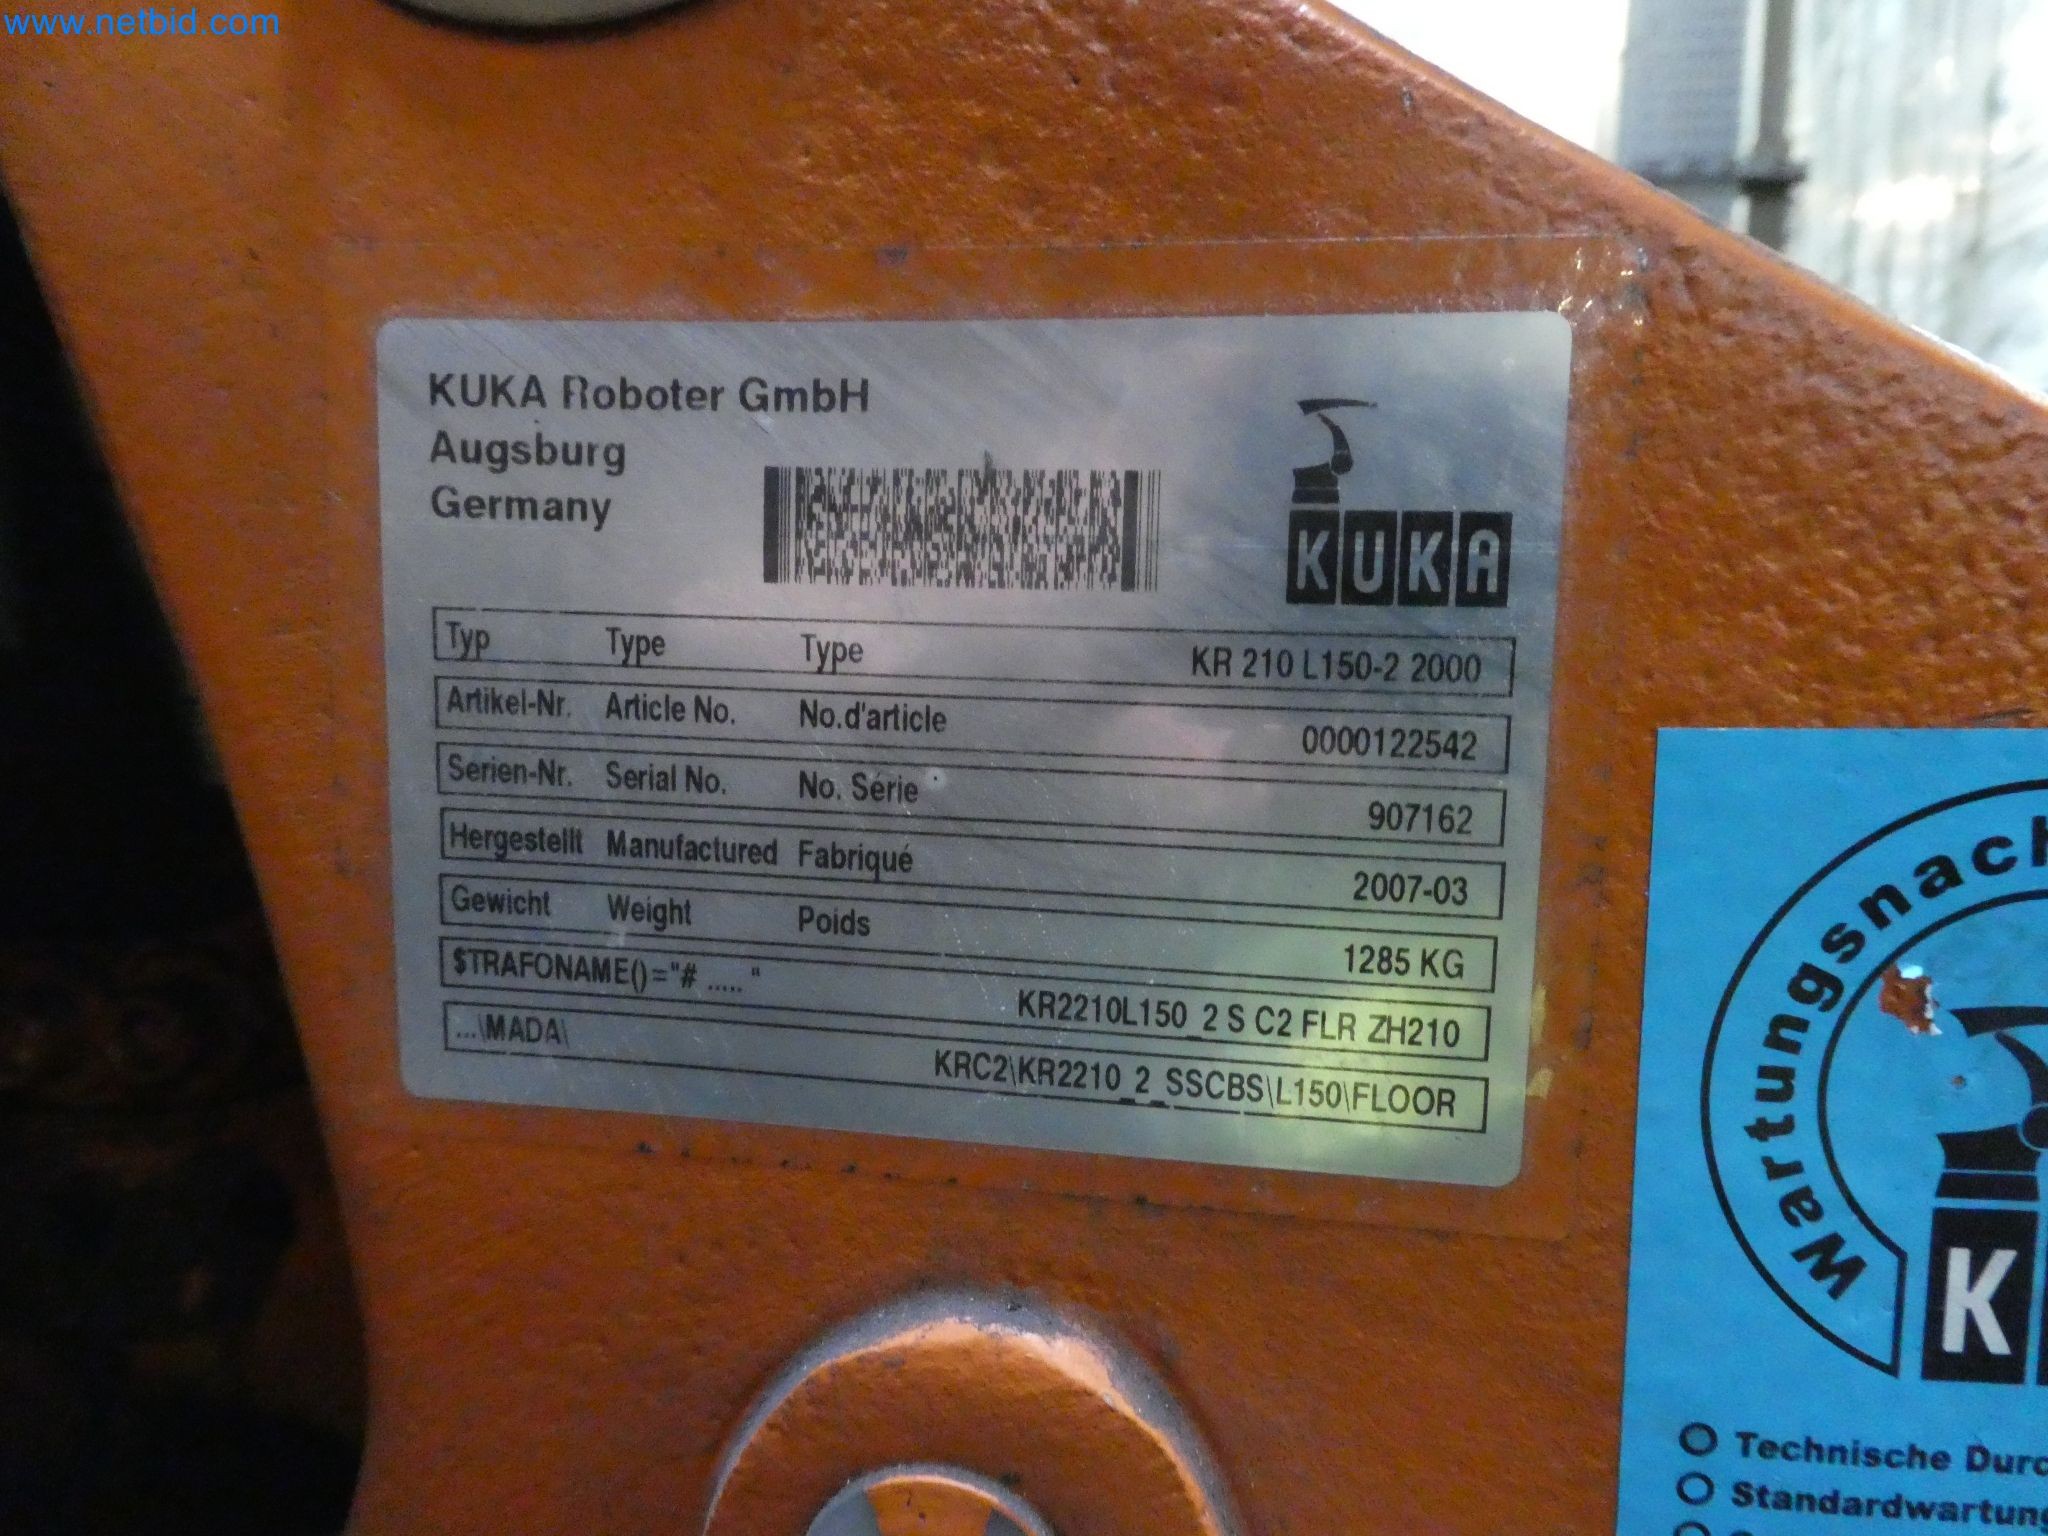 www.netbid.com
KUKA Roboter GmbH
Augsburg
Germany
KUKA
Typ Type Type KR 210 L150-2 2000
Artikel-Nr. Article No. No.d'article 0000122542
Serien-Nr. Serial No. No. Série 907162
Hergestellt Manufactured Fabriqué 2007-03
Gewicht Weight Poids 1285 KG
$TRAFONAME()="# ..... " KR2210L150_2 S C2 FLR ZH210
...\MADA\ KRC2\KR2210_2_SSCBS\L150\FLOOR
Wartungsnach
K
Technische Durc
Standardwartung